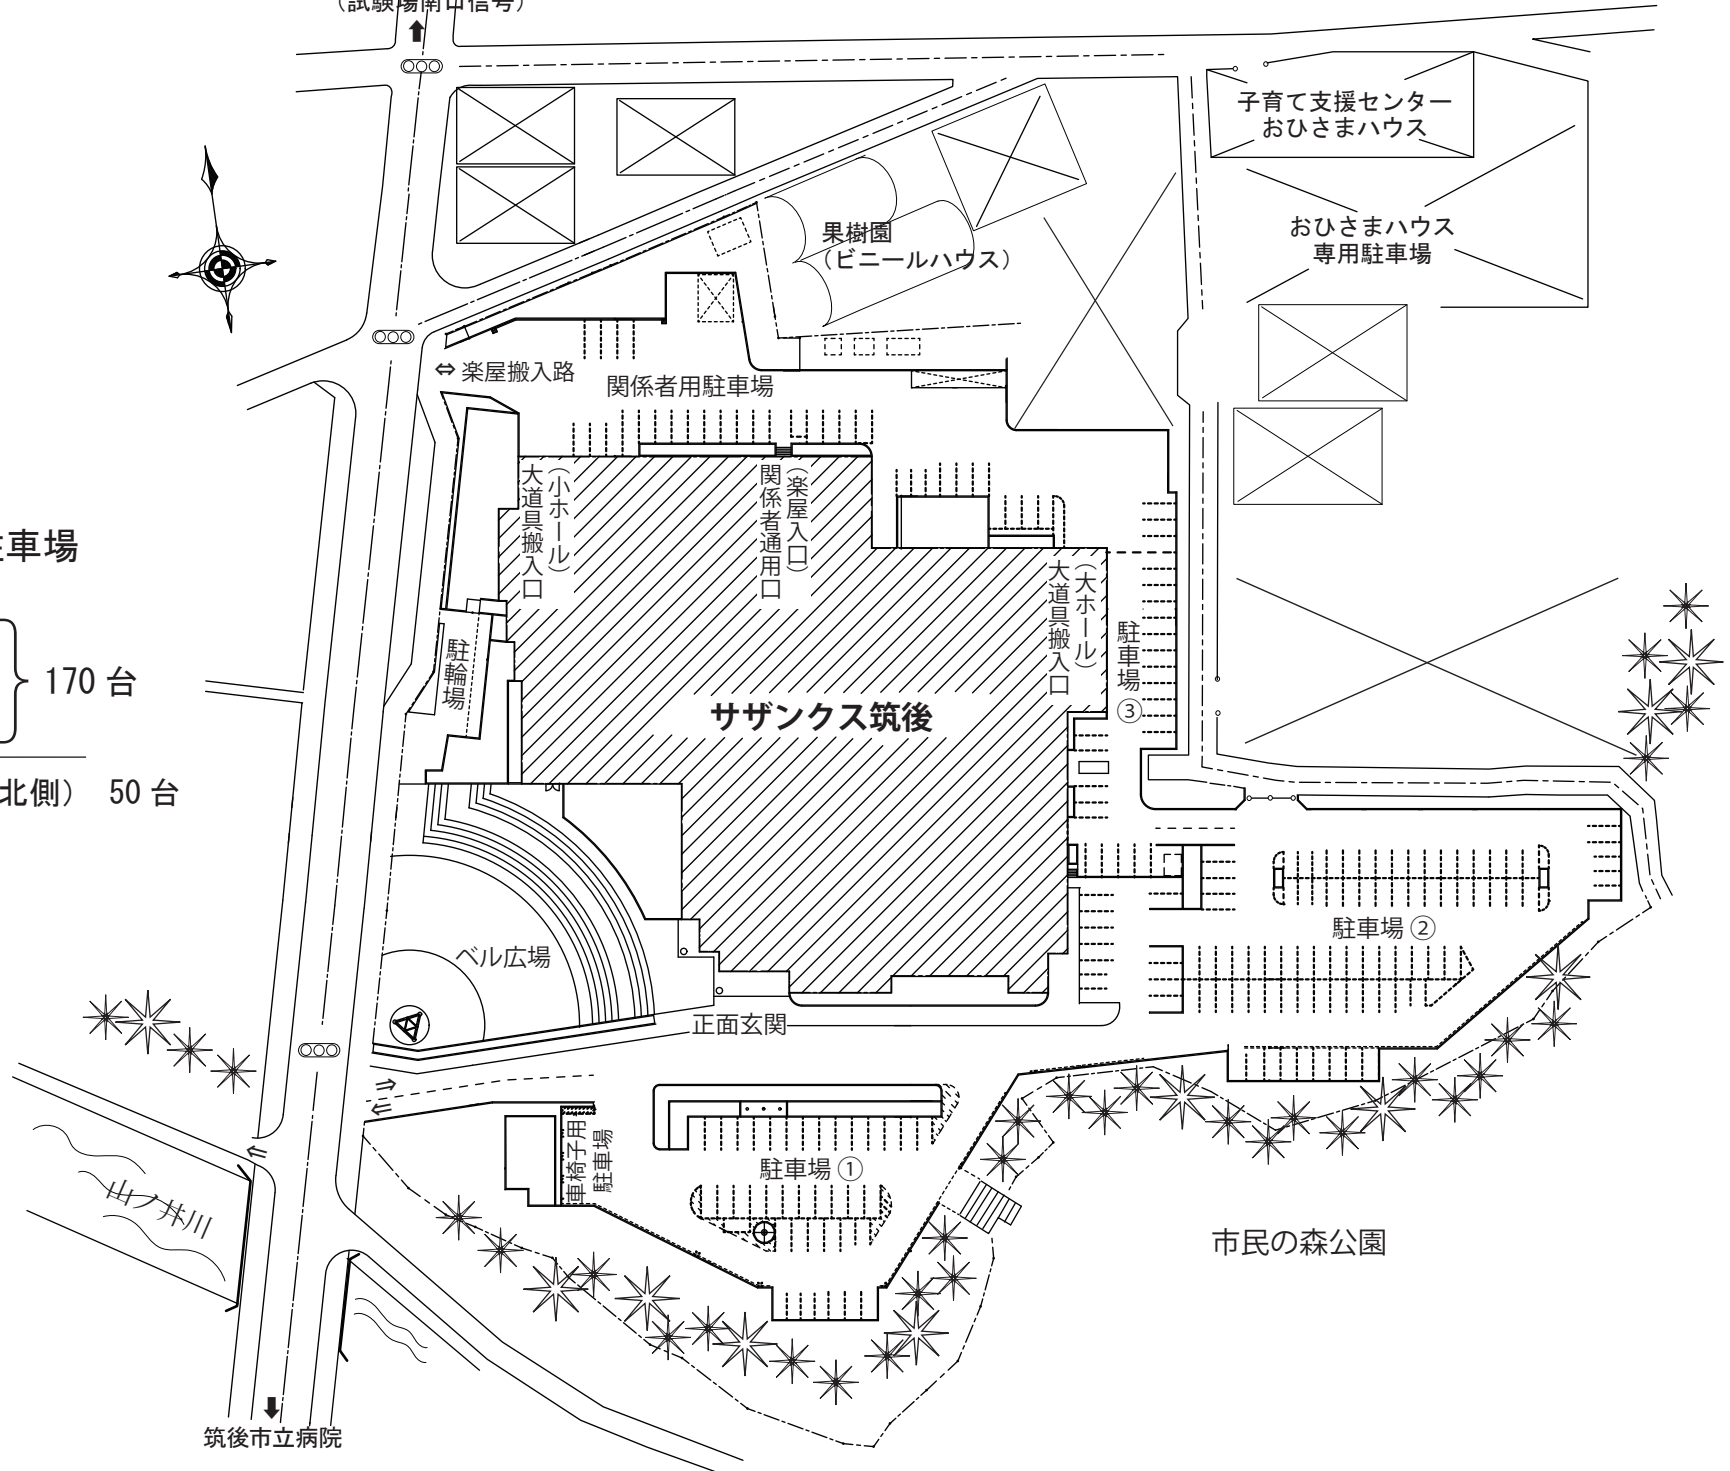 （試験場南口信号）
子育て支援センター
おひさまハウス
おひさまハウス
専用駐車場
果樹園
（ビニールハウス）
⇔ 楽屋搬入路
関係者用駐車場
（小ホール）
大道具搬入口
（楽屋入口）
関係者通用口
（大ホール）
大道具搬入口
車場
駐車場③
駐輪場
170 台
サザンクス筑後
北側） 50 台
駐車場 ②
ベル広場
正面玄関
車椅子用
駐車場
駐車場 ①
山ノ井川
市民の森公園
筑後市立病院